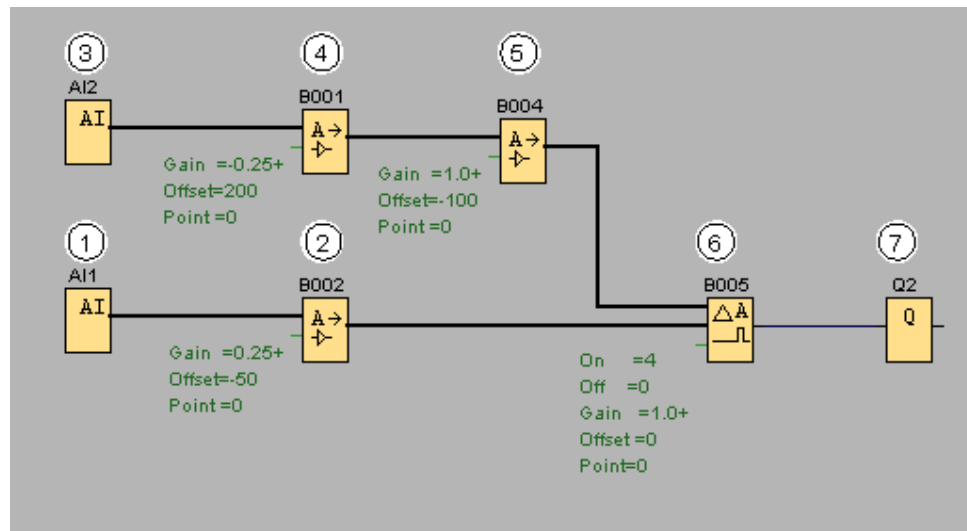 3
4
5
AI2
B001
B004
AI
A→
A→
Gain =-0.25+
Offset=200
Point =0
Gain =1.0+
Offset=-100
Point =0
1
2
6
7
AI1
B002
B005
Q2
AI
A→
△A
Q
Gain =0.25+
Offset=-50
Point =0
On =4
Off =0
Gain =1.0+
Offset =0
Point=0